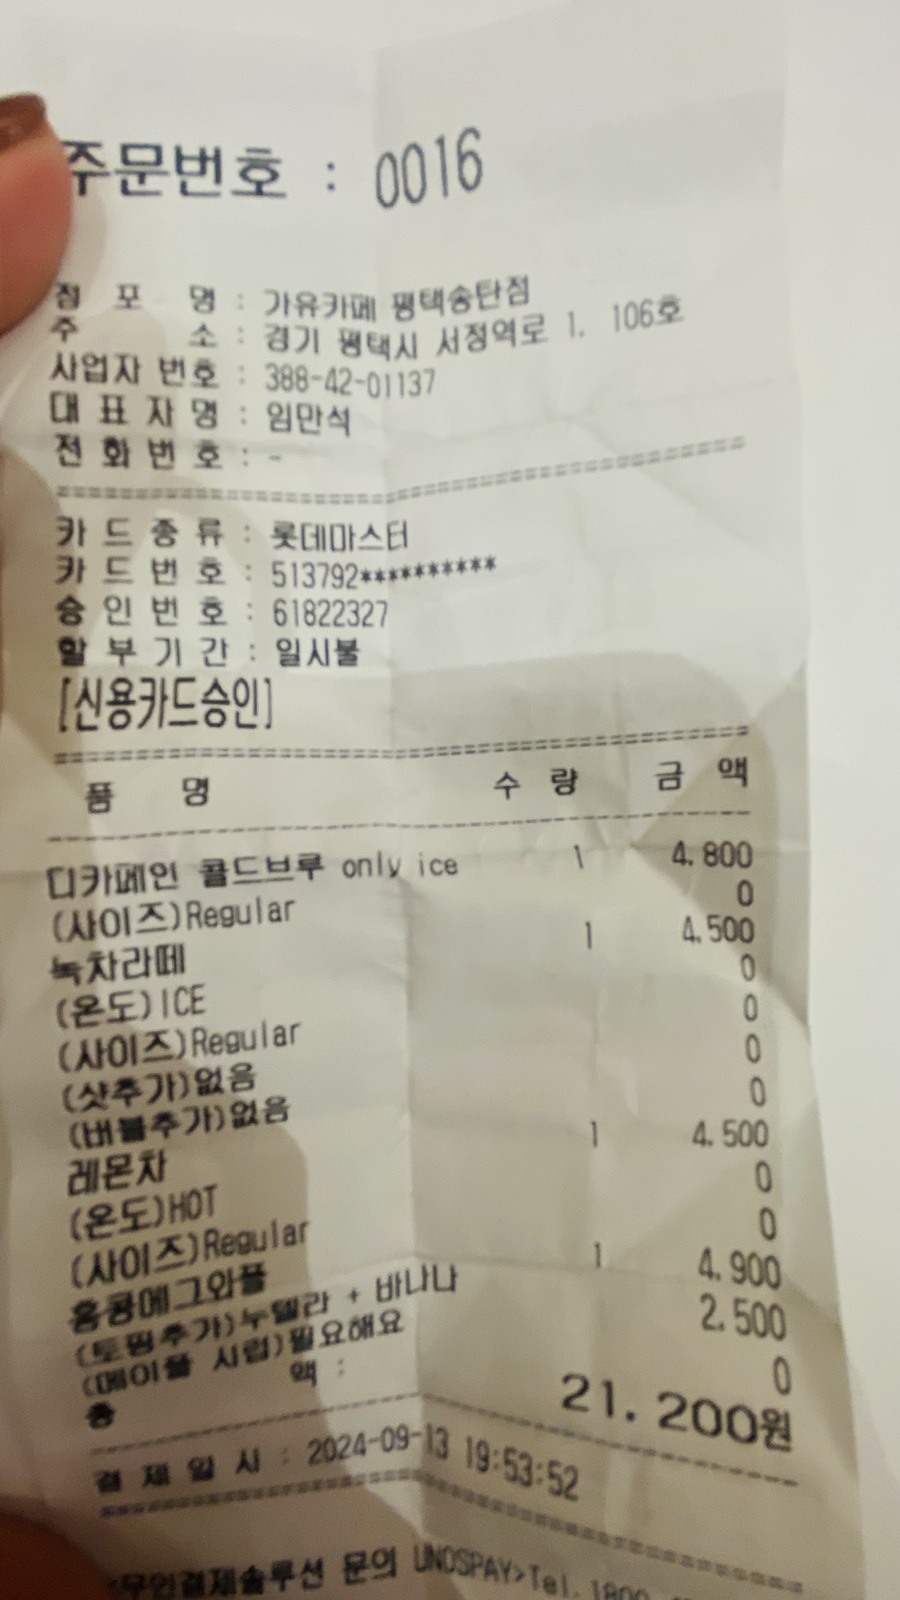 주문번호 : 0016
점 포 명 : 가유카페 평택송탄점
주 소 : 경기 평택시 서정역로 1. 106호
사업자 번호 : 388-42-01137
대 표 자 명 : 임만석
전 화 번 호 : -
카 드 종 류 : 롯데마스터
카 드 번 호 : 513792**********
승 인 번 호 : 61822327
할 부 기 간 : 일시불
[신용카드승인]
품 명 수 량 금 액
디카페인 콜드브루 only ice 1 4.800
(사이즈)Regular 0
녹차라떼 1 4.500
(온도)ICE 0
(사이즈)Regular 0
(샷추가)없음 0
(버블추가)없음 0
레몬차 1 4.500
(온도)HOT 0
(사이즈)Regular 0
홍콩에그와플 1 4.900
(토핑추가)누텔라 + 바나나 2.500
(메이플 시럽)필요해요 0
총 액 : 21.200원
결 제 일 시 : 2024-09-13 19:53:52
무인결제솔루션 문의 UNOSPAY>Tel. 1800